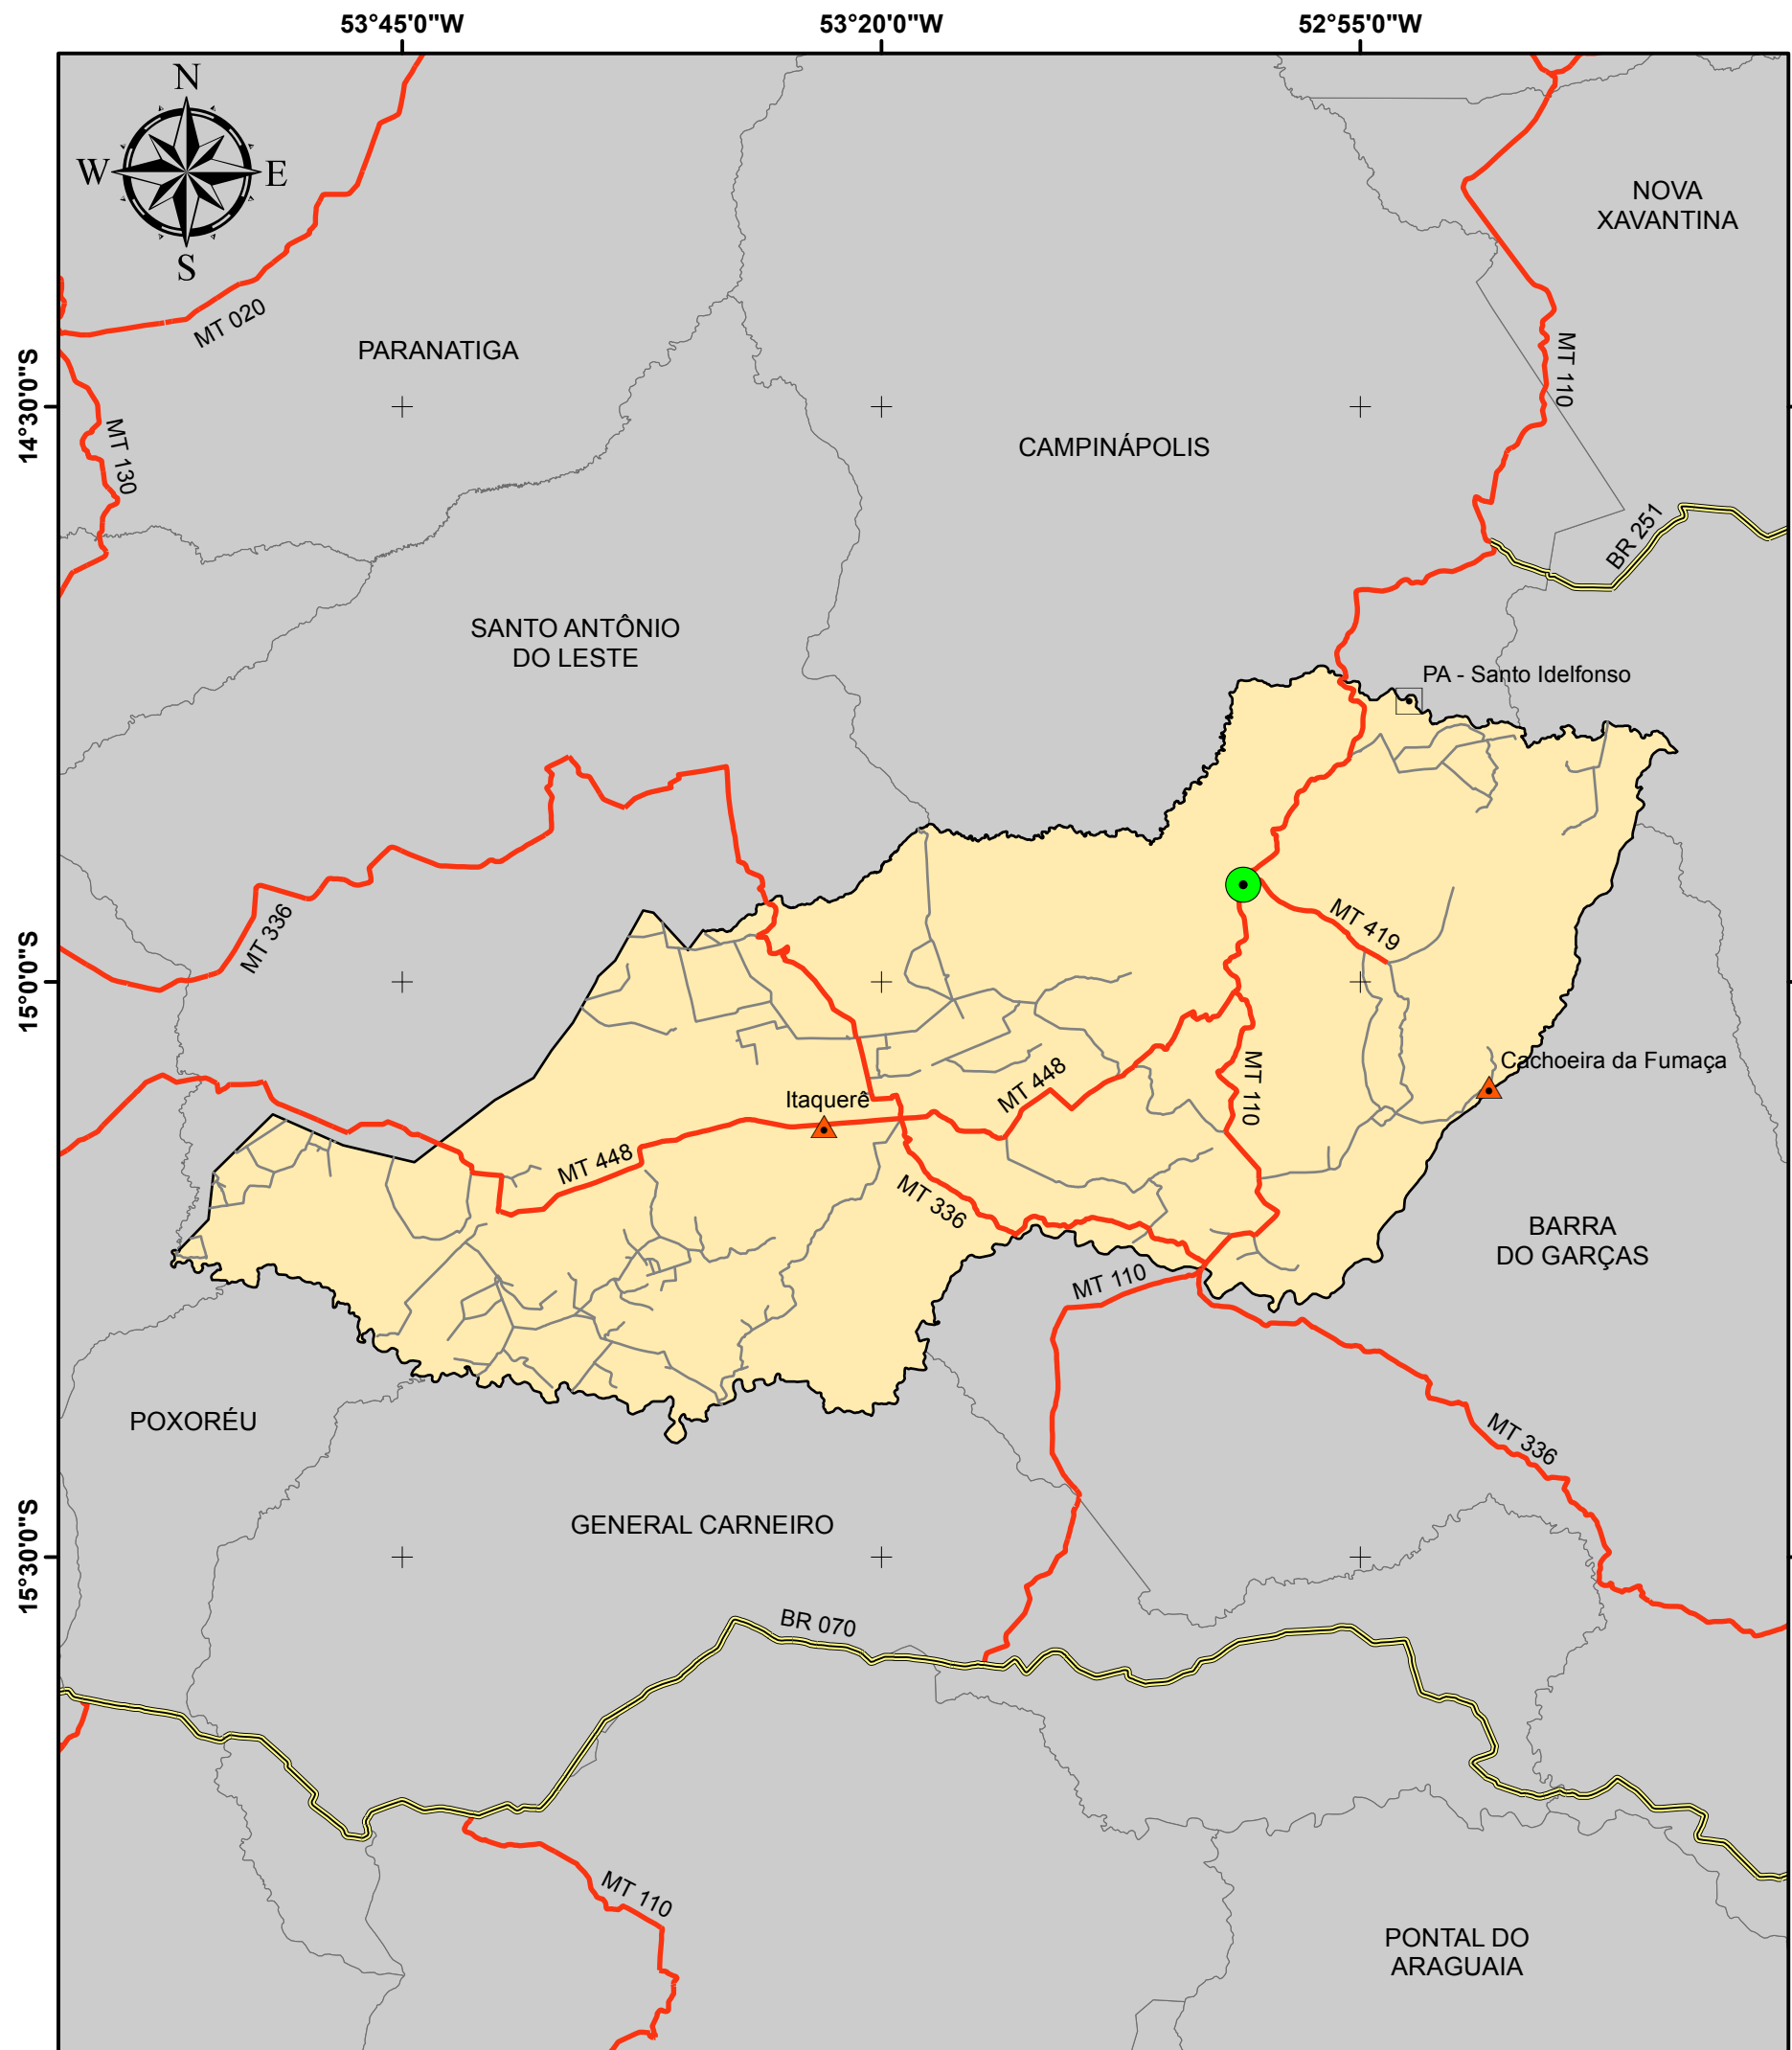 53°45'0"W
53°20'0"W
52°55'0"W
N
W
E
S
NOVA
XAVANTINA
MT 020
PARANATIGA
MT 110
14°30'0"S
MT 130
CAMPINÁPOLIS
BR 251
SANTO ANTÔNIO
DO LESTE
PA - Santo Idelfonso
MT 336
MT 419
15°0'0"S
Cachoeira da Fumaça
MT 448
MT 110
Itaquerê
MT 448
MT 336
BARRA
DO GARÇAS
MT 110
POXORÉU
MT 336
GENERAL CARNEIRO
15°30'0"S
BR 070
MT 110
PONTAL DO
ARAGUAIA